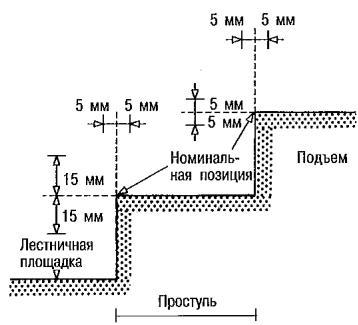 5 мм 5 мм
5 мм 5 мм
5 мм
5 мм
Номиналь-
ная позиция
Подъем
15 мм
15 мм
Лестничная
площадка
Проступь